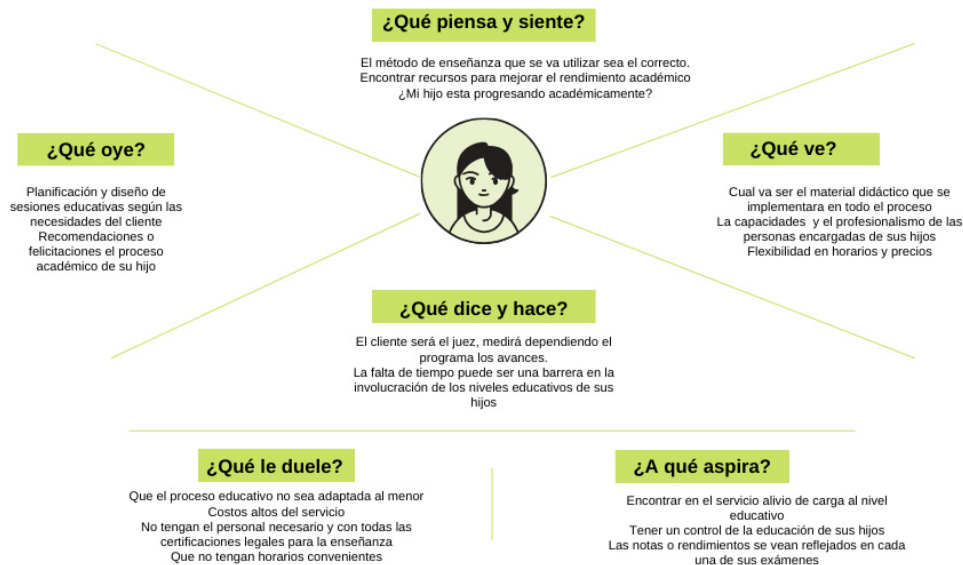 ¿Qué piensa y siente?
El método de enseñanza que se va utilizar sea el correcto.
Encontrar recursos para mejorar el rendimiento académico
¿Mi hijo esta progresando académicamente?
¿Qué oye?
Planificación y diseño de
sesiones educativas según las
necesidades del cliente
Recomendaciones o
felicitaciones el proceso
académico de su hijo
¿Qué ve?
Cual va ser el material didáctico que se
implementara en todo el proceso
La capacidades y el profesionalismo de las
personas encargadas de sus hijos
Flexibilidad en horarios y precios
¿Qué dice y hace?
El cliente será el juez, medirá dependiendo el
programa los avances.
La falta de tiempo puede ser una barrera en la
involucración de los niveles educativos de sus
hijos
¿Qué le duele?
Que el proceso educativo no sea adaptada al menor
Costos altos del servicio
No tengan el personal necesario y con todas las
certificaciones legales para la enseñanza
Que no tengan horarios convenientes
¿A qué aspira?
Encontrar en el servicio alivio de carga al nivel
educativo
Tener un control de la educación de sus hijos
Las notas o rendimientos se vean reflejados en cada
una de sus exámenes